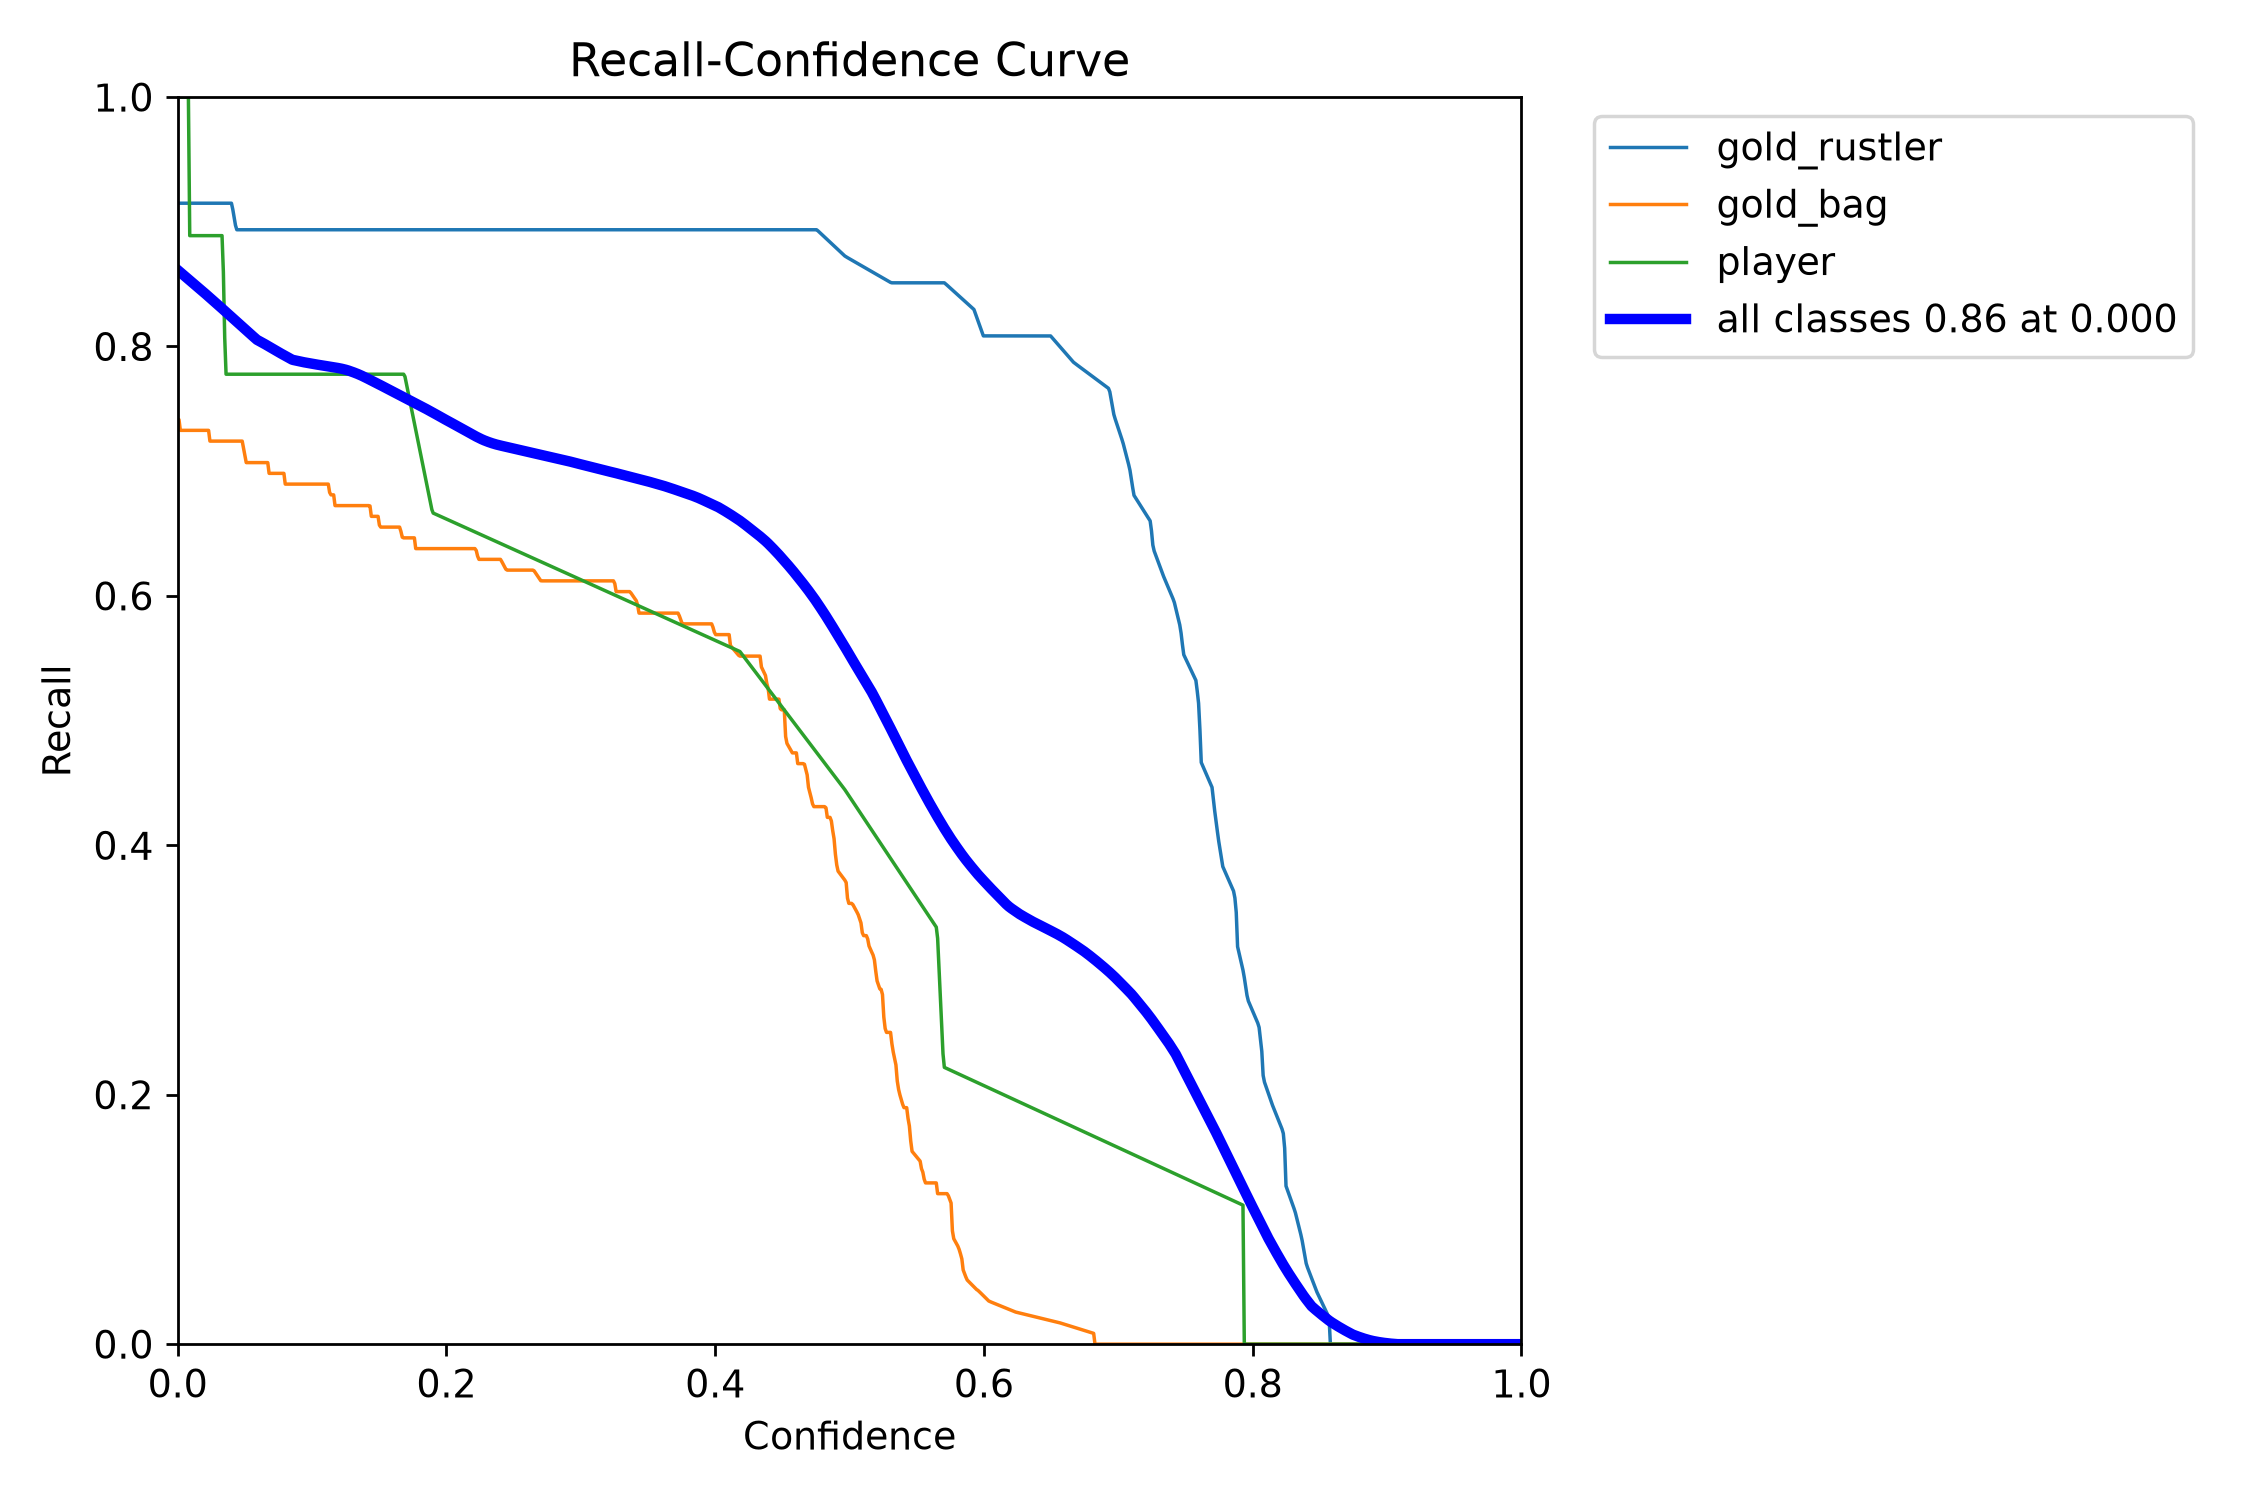 Recall-Confidence Curve
1.0
0.8
0.6
0.4
0.2
0.0
Recall
0.0 0.2 0.4 0.6 0.8 1.0
Confidence
gold_rustler
gold_bag
player
all classes 0.86 at 0.000